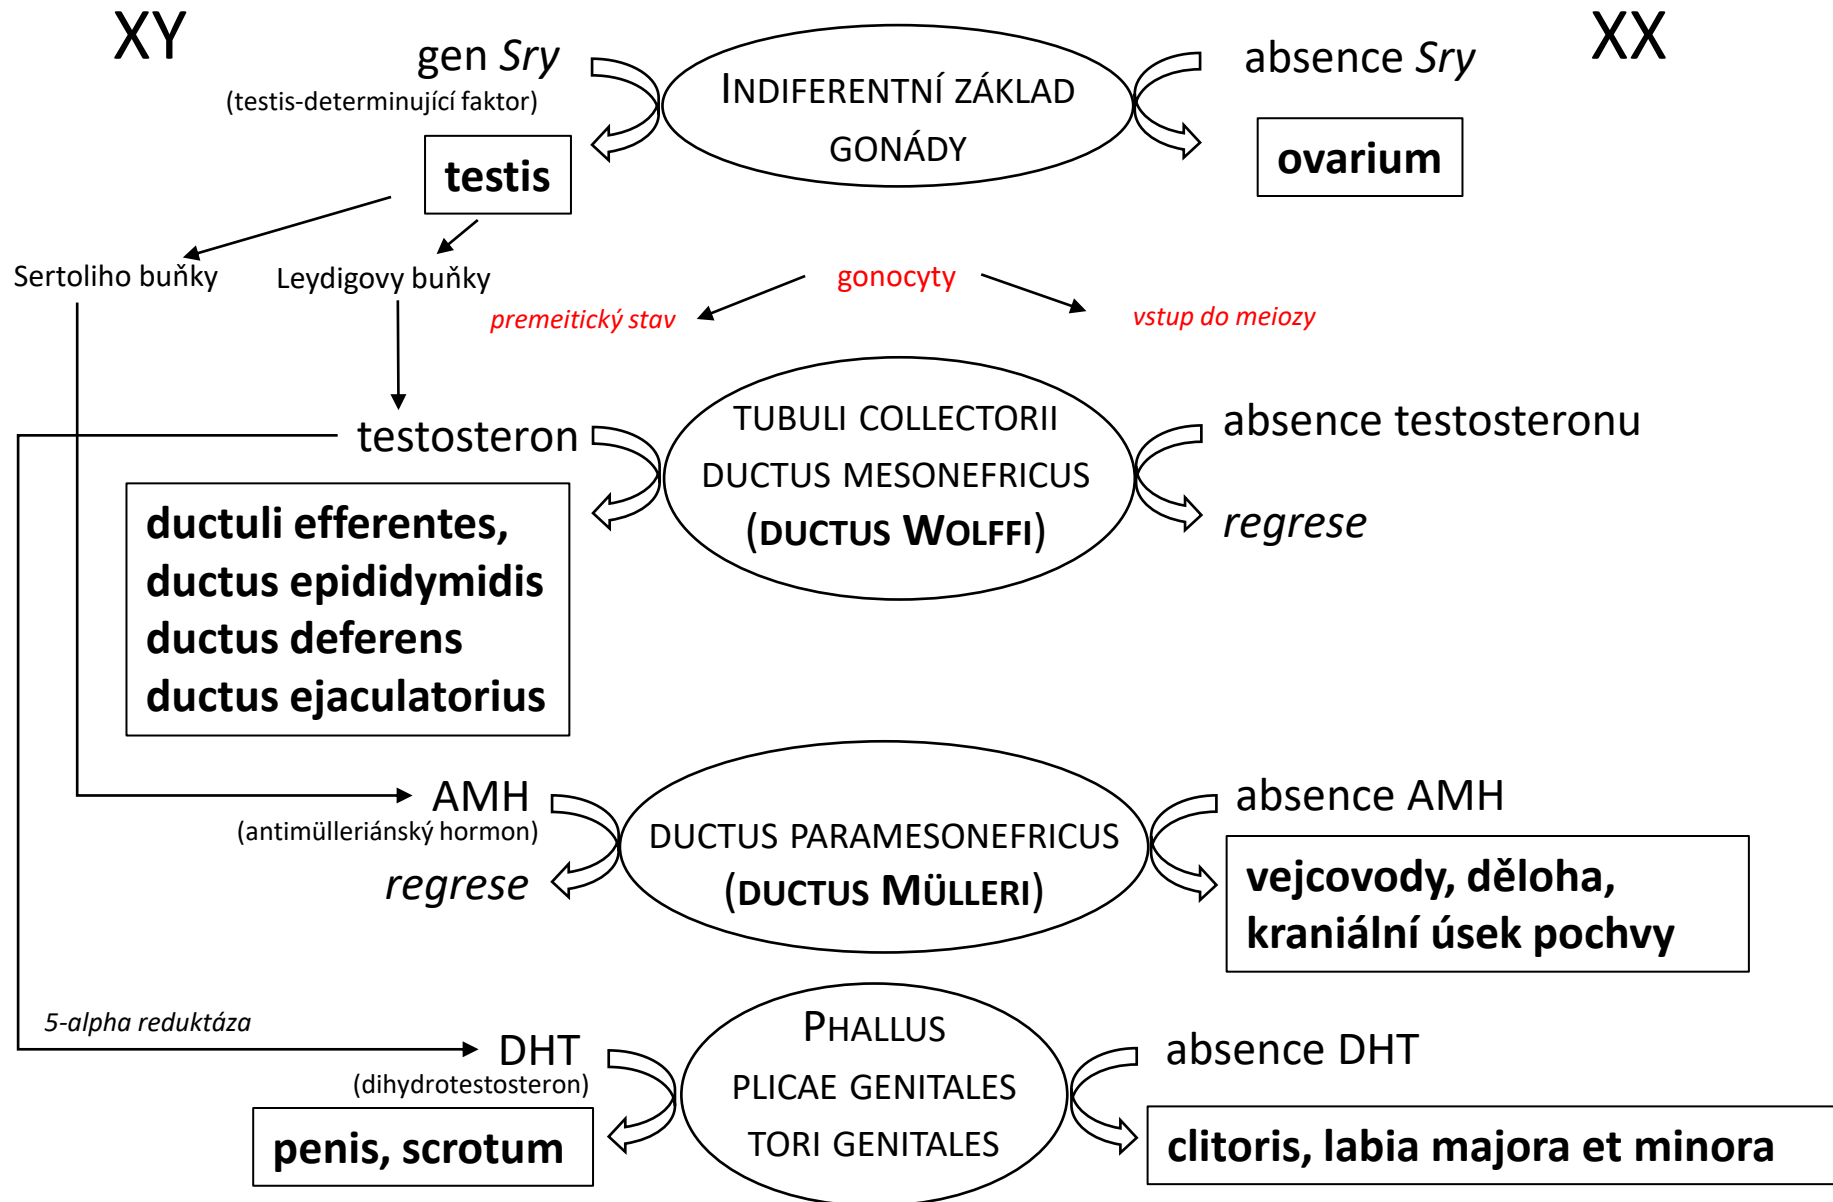 XY
XX
gen Sry
(testis-determinující faktor)
INDIFERENTNÍ ZÁKLAD
GONÁDY
absence Sry
testis
ovarium
Sertoliho buňky
Leydigovy buňky
gonocyty
premeitický stav
vstup do meiozy
testosteron
TUBULI COLLECTORII
DUCTUS MESONEFRICUS
(DUCTUS WOLFFI)
absence testosteronu
regrese
ductuli efferentes,
ductus epididymidis
ductus deferens
ductus ejaculatorius
AMH
(antimülleriánský hormon)
regrese
DUCTUS PARAMESONEFRICUS
(DUCTUS MÜLLERI)
absence AMH
vejcovody, děloha,
kraniální úsek pochvy
5-alpha reduktáza
DHT
(dihydrotestosteron)
penis, scrotum
PHALLUS
PLICAE GENITALES
TORI GENITALES
absence DHT
clitoris, labia majora et minora